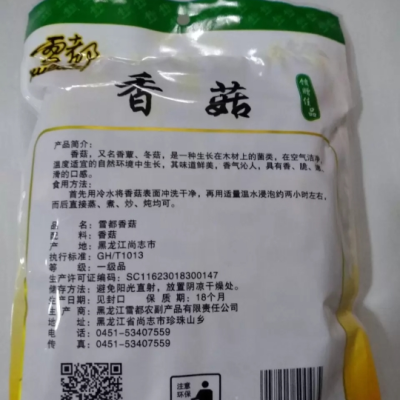 雪都
香菇
产品简介:
香菇，又名香蕈、冬菇，是一种生长在木材上的菌类，在空气洁净，
温度适宜的自然环境中生长，其味道鲜美，香气沁人，具有香、脆、
滑的口感。
食用方法:
首先用冷水将香菇表面冲洗干净，再用适量温水浸泡约两小时左右，
而后直接蒸、煮、炒、炖均可。
品 名: 雪都香菇
配 料: 香菇
产 地: 黑龙江尚志市
执行标准: GH/T1013
等 级: 一级品
生产许可证编码: SC11623018300147
储存方法: 避免阳光直射，放置阴凉干燥处。
生产日期: 见封口 保 质 期: 18个月
生 产 商: 黑龙江雪都农副产品有限责任公司
地 址: 黑龙江省尚志市珍珠山乡
电 话: 0451-53407559
传 真: 0451-53407559
注意
环保